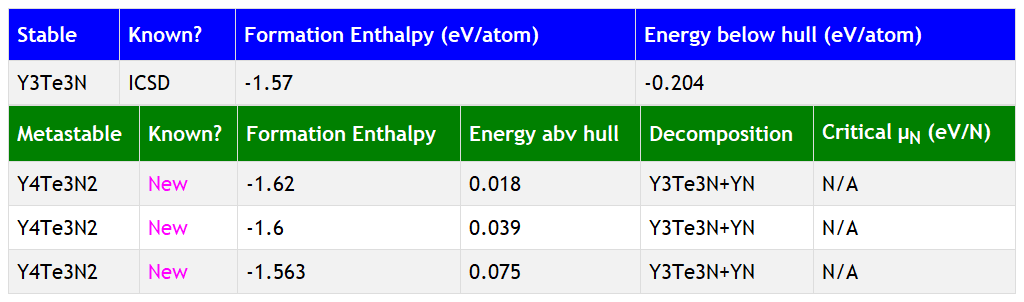 Stable Known? Formation Enthalpy (eV/atom) Energy below hull (eV/atom)
Y3Te3N ICSD -1.57 -0.204
Metastable Known? Formation Enthalpy Energy abv hull Decomposition Critical μN (eV/N)
Y4Te3N2 New -1.62 0.018 Y3Te3N+YN N/A
Y4Te3N2 New -1.6 0.039 Y3Te3N+YN N/A
Y4Te3N2 New -1.563 0.075 Y3Te3N+YN N/A